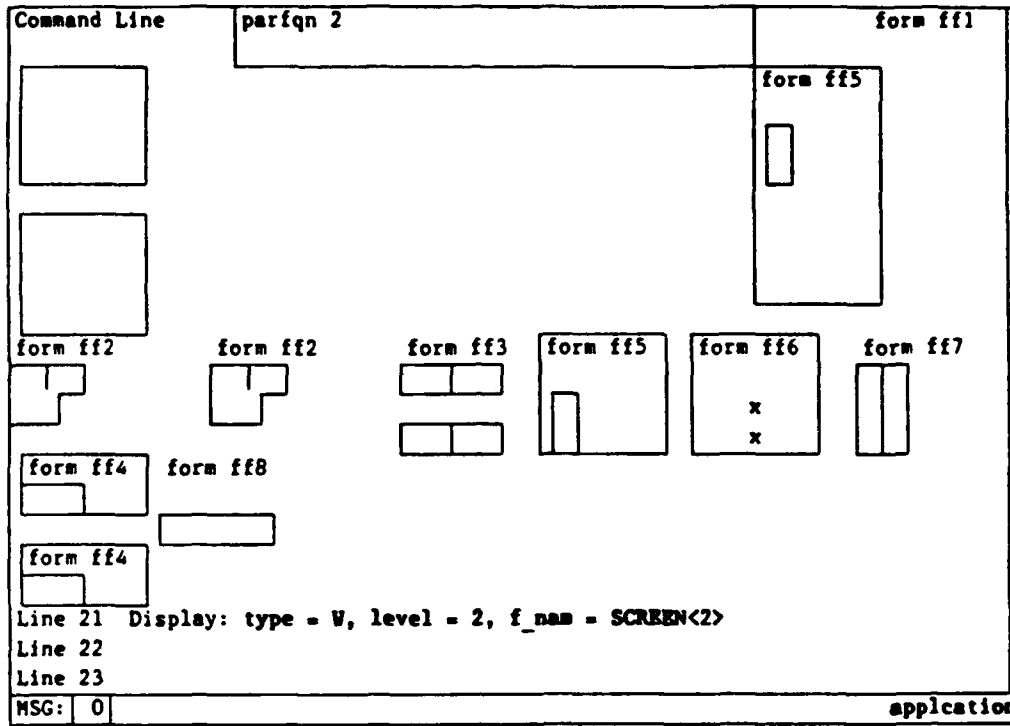 Command Line parfqn 2 form ff1
form ff5
form ff2 form ff2 form ff3 form ff5 form ff6 form ff7
x
x
form ff4 form ff8
form ff4
Line 21 Display: type = W, level = 2, f_nam = SCREEN<2>
Line 22
Line 23
MSG: 0 applcation